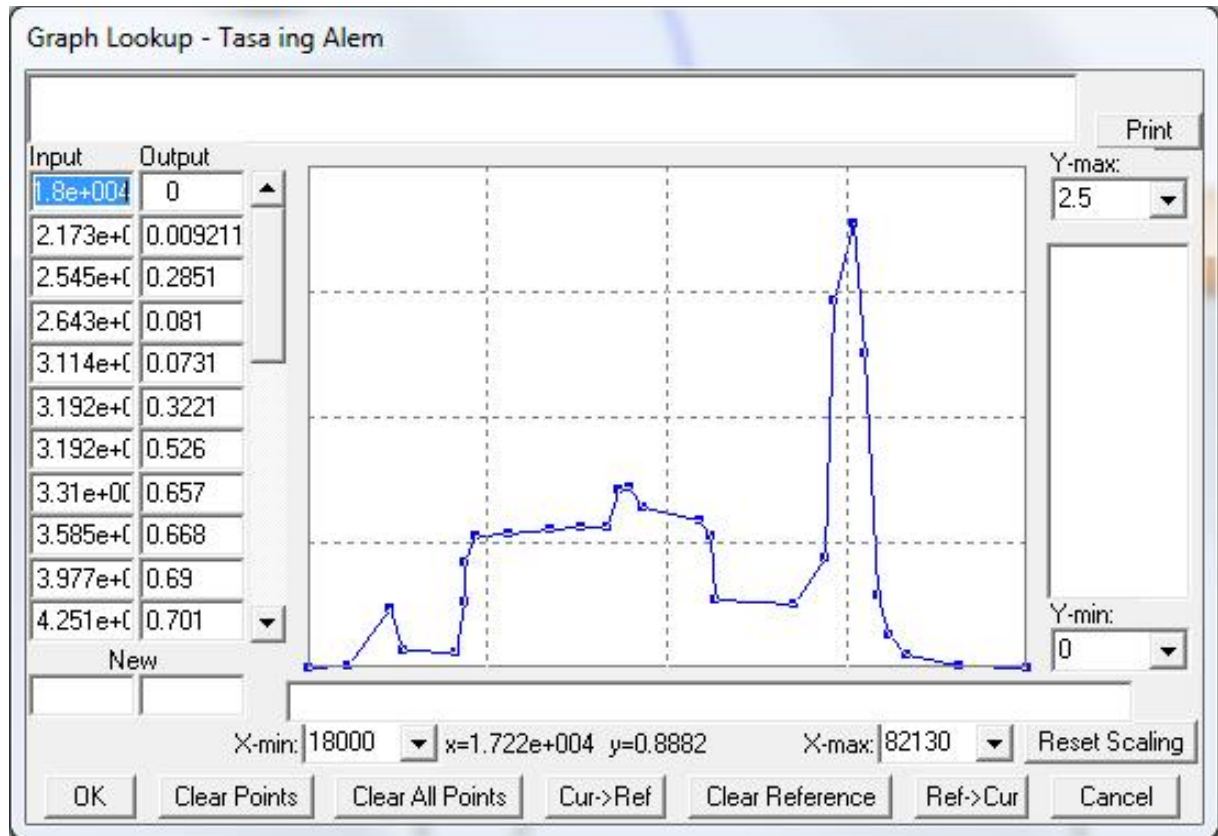 Graph Lookup - Tasa ing Alem
Print
Input Output
1.8e+004 0
2.173e+0 0.009211
2.545e+0 0.2851
2.643e+0 0.081
3.114e+0 0.0731
3.192e+0 0.3221
3.192e+0 0.526
3.31e+00 0.657
3.585e+0 0.668
3.977e+0 0.69
4.251e+0 0.701
New
Y-max:
2.5
Y-min:
0
X-min: 18000 x=1.722e+004 y=0.8882 X-max: 82130 Reset Scaling
OK Clear Points Clear All Points Cur->Ref Clear Reference Ref->Cur Cancel